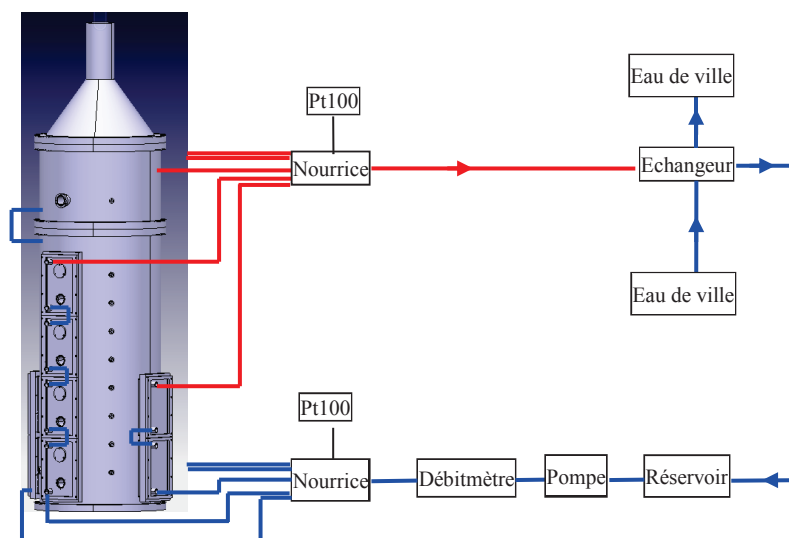 Eau de ville
Pt100
Nourrice
Echangeur
Eau de ville
Pt100
Nourrice
Débitmètre
Pompe
Réservoir